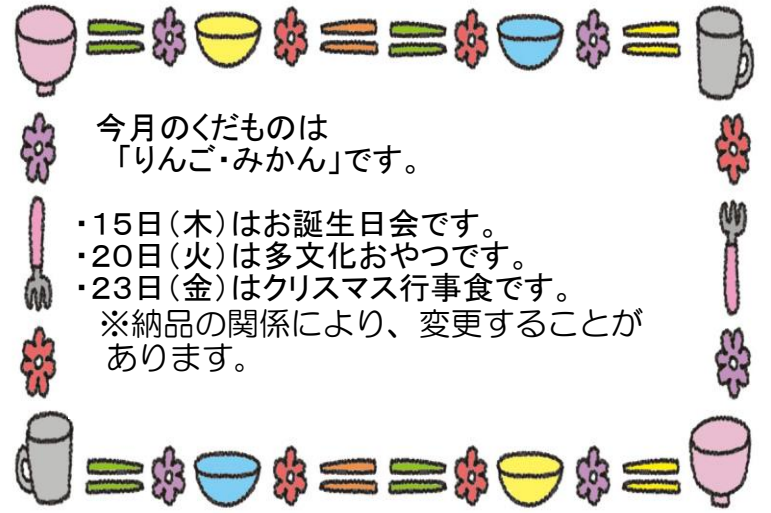 今月のくだものは
「りんご・みかん」です。
・15日(木)はお誕生日会です。
・20日(火)は多文化おやつです。
・23日(金)はクリスマス行事食です。
※納品の関係により、変更することが
あります。